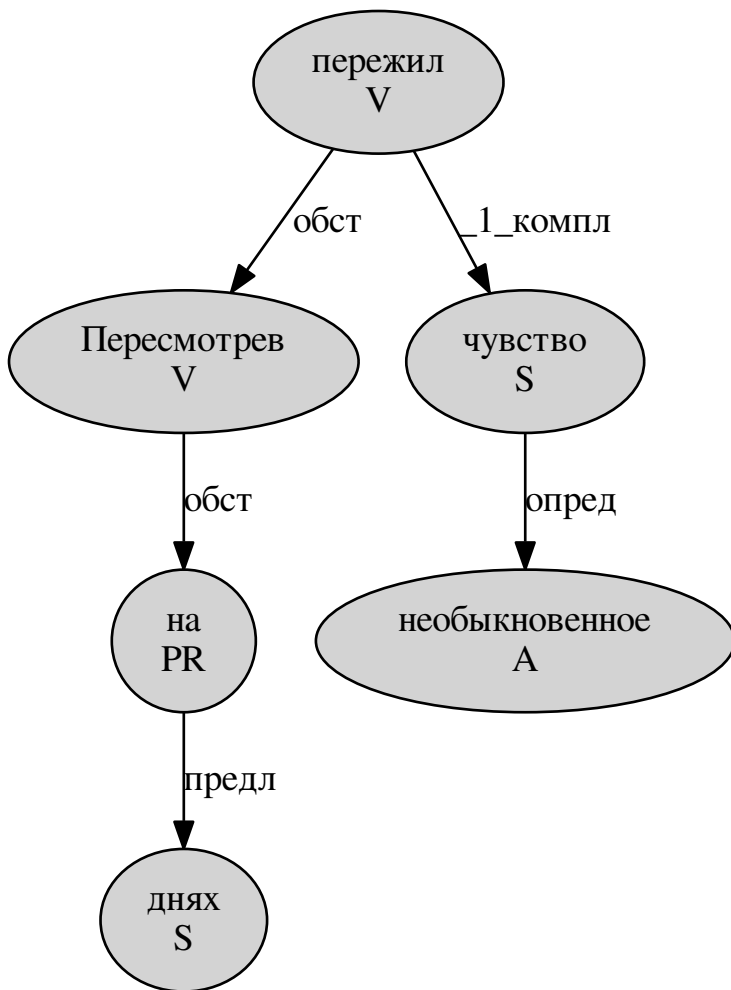 пережил
V
обст
_1_компл
Пересмотрев
V
чувство
S
обст
опред
на
PR
необыкновенное
A
предл
днях
S